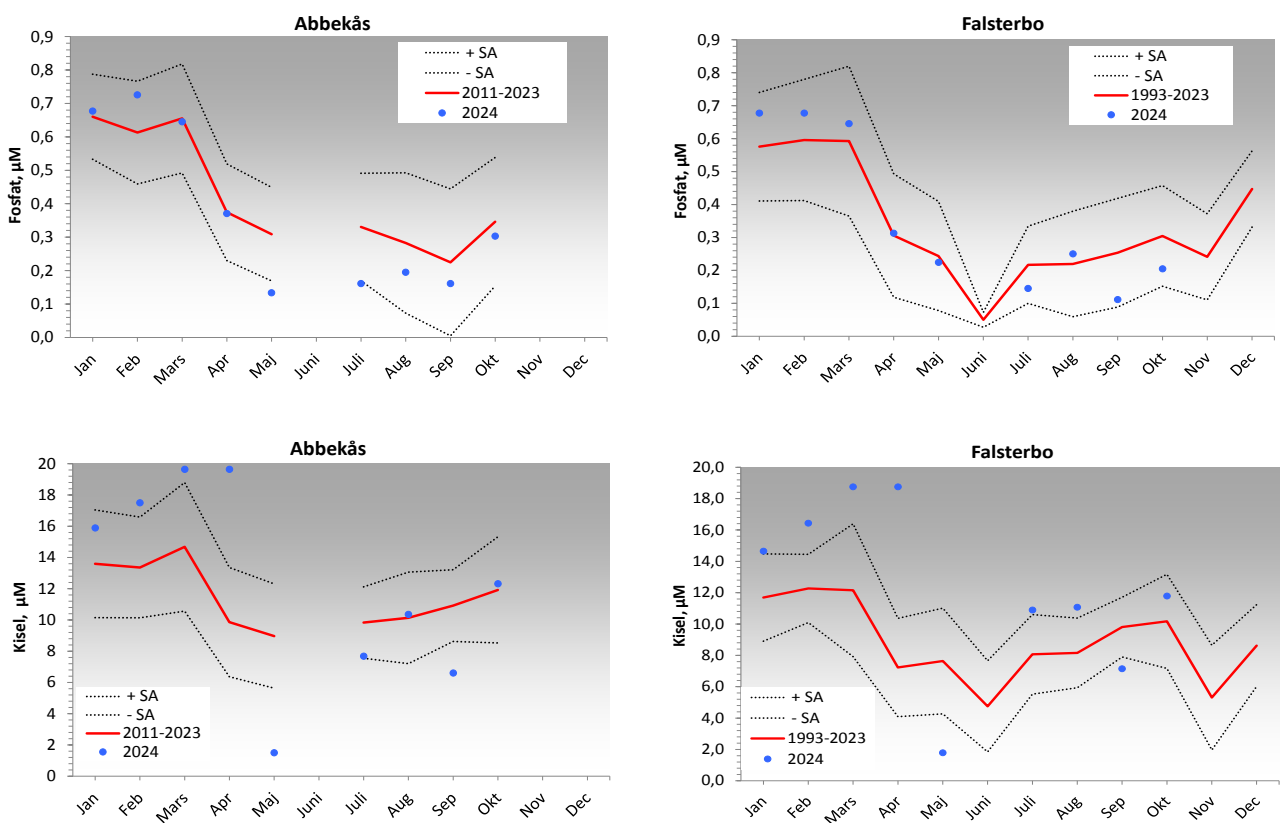 Abbekås
0,9
0,8
0,7
0,6
0,5
0,4
0,3
0,2
0,1
0,0
Fosfat, µM
+ SA
- SA
2011-2023
2024
Jan Feb Mars Apr Maj Juni Juli Aug Sep Okt Nov Dec
Falsterbo
0,9
0,8
0,7
0,6
0,5
0,4
0,3
0,2
0,1
0,0
Fosfat, µM
+ SA
- SA
1993-2023
2024
Jan Feb Mars Apr Maj Juni Juli Aug Sep Okt Nov Dec
Abbekås
20
18
16
14
12
10
8
6
4
2
0
Kisel, µM
+ SA
- SA
2011-2023
2024
Jan Feb Mars Apr Maj Juni Juli Aug Sep Okt Nov Dec
Falsterbo
20,0
18,0
16,0
14,0
12,0
10,0
8,0
6,0
4,0
2,0
0,0
Kisel, µM
+ SA
- SA
1993-2023
2024
Jan Feb Mars Apr Maj Juni Juli Aug Sep Okt Nov Dec